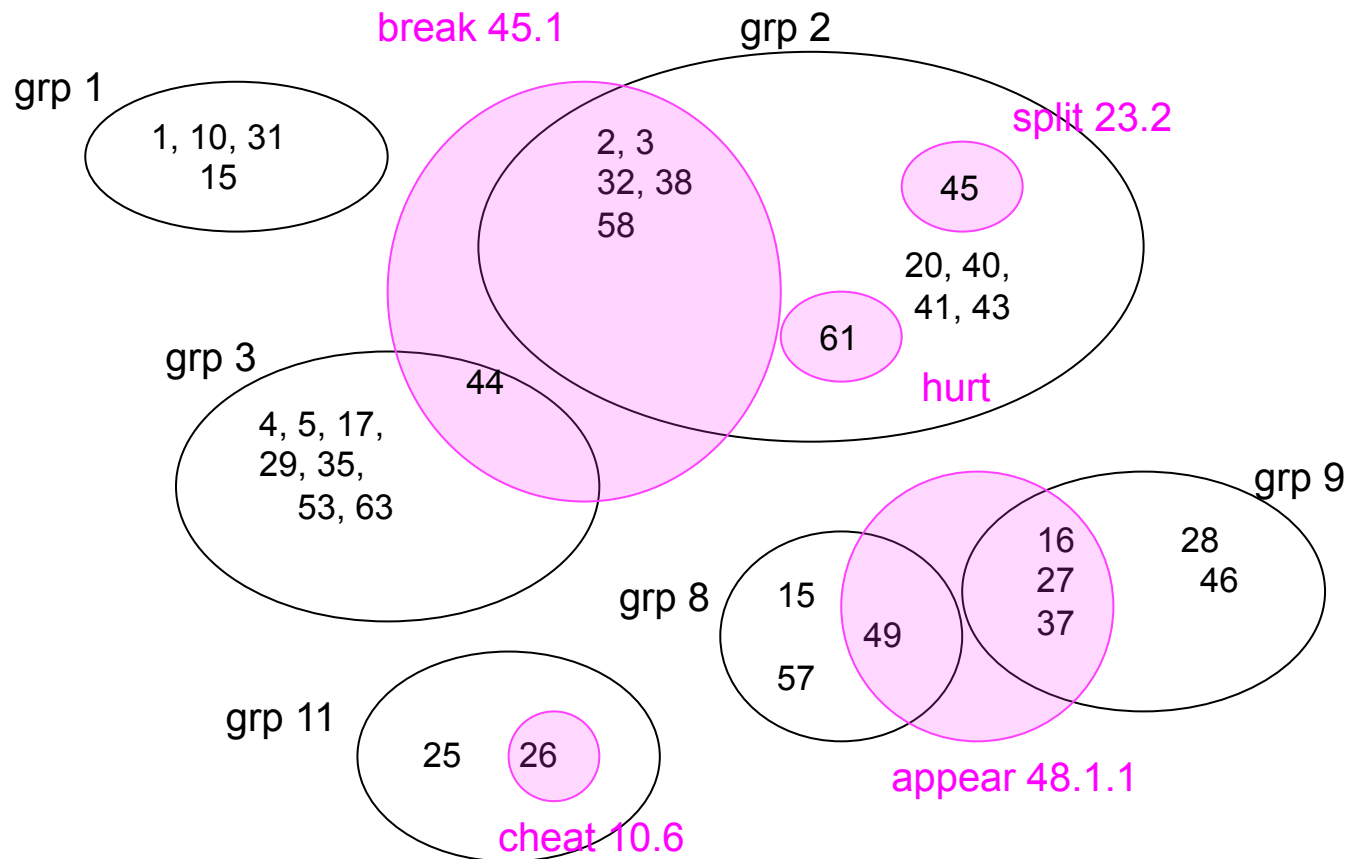 break 45.1
grp 2
grp 1
1, 10, 31
15
2, 3
32, 38
58
split 23.2
45
20, 40,
41, 43
61
hurt
grp 3
44
4, 5, 17,
29, 35,
53, 63
grp 9
16
27
37
28
46
grp 8
15
49
57
grp 11
25
26
appear 48.1.1
cheat 10.6